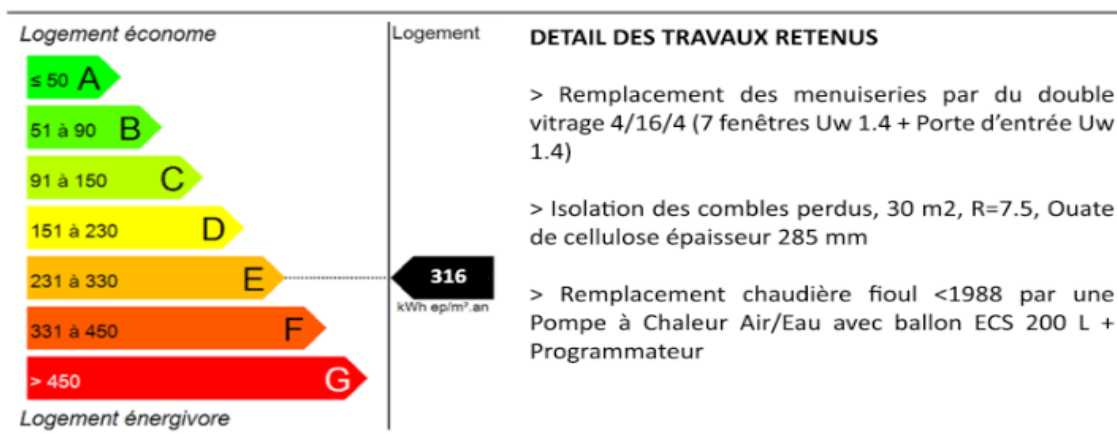 Logement économe
≤ 50 A
51 à 90 B
91 à 150 C
151 à 230 D
231 à 330 E
331 à 450 F
> 450 G
Logement énergivore
Logement
316
kWh ep/m².an
DETAIL DES TRAVAUX RETENUS
> Remplacement des menuiseries par du double
vitrage 4/16/4 (7 fenêtres Uw 1.4 + Porte d'entrée Uw
1.4)
> Isolation des combles perdus, 30 m2, R=7.5, Ouate
de cellulose épaisseur 285 mm
> Remplacement chaudière fioul <1988 par une
Pompe à Chaleur Air/Eau avec ballon ECS 200 L +
Programmateur